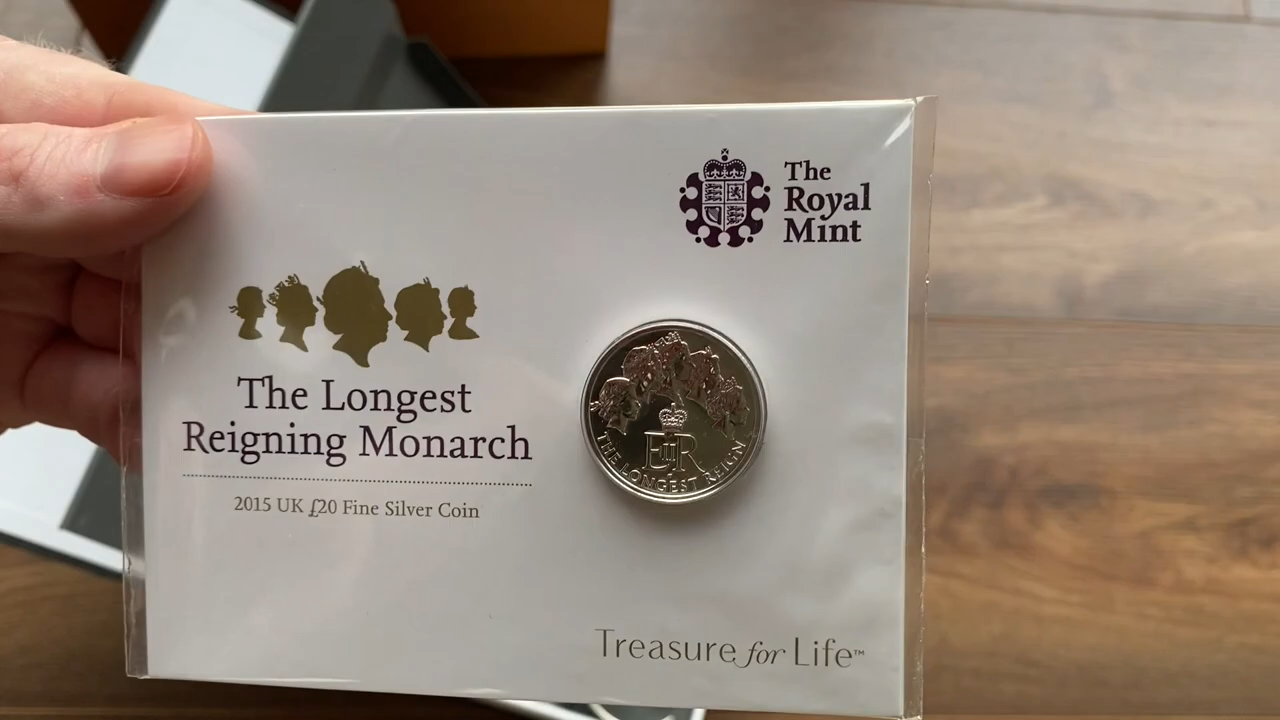 The
Royal
Mint
The Longest
Reigning Monarch
2015 UK £20 Fine Silver Coin
EIIR
THE LONGEST REIGN
Treasure for Life™